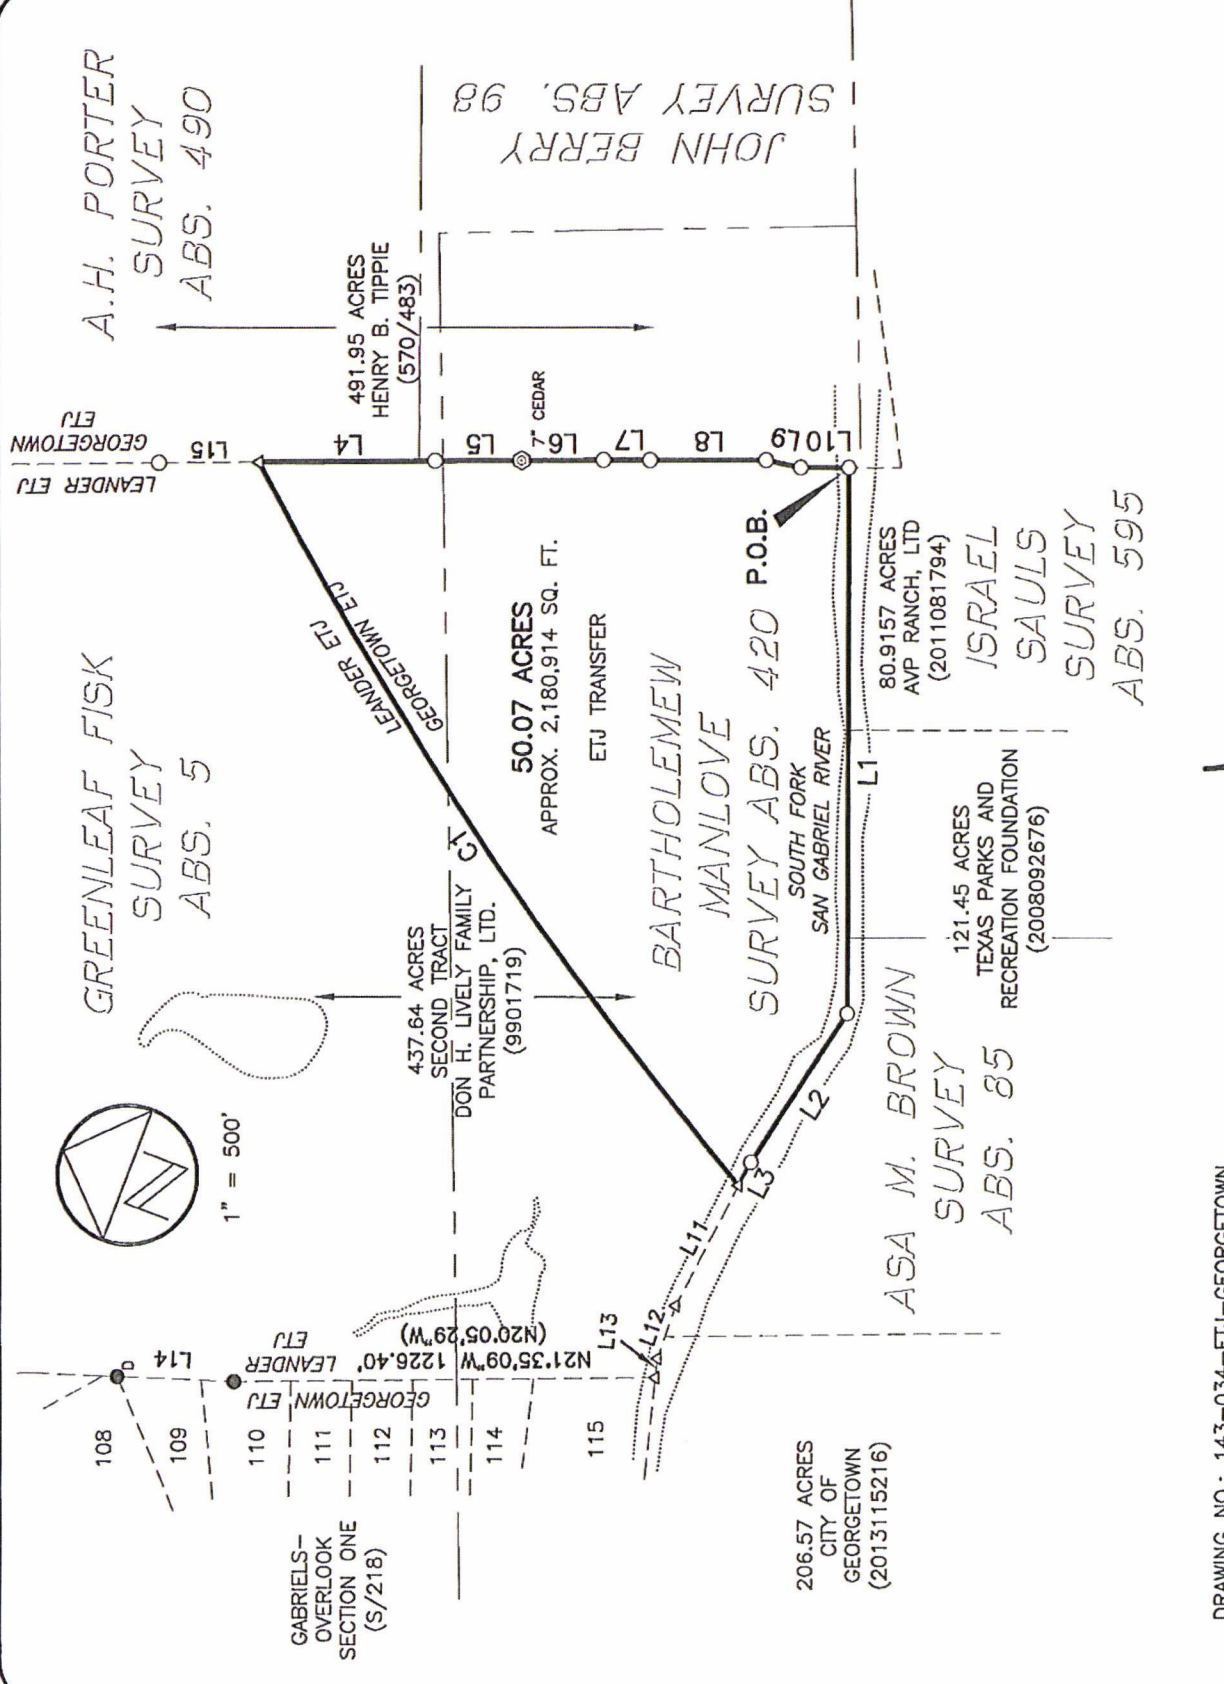 A.H. PORTER
SURVEY
ABS. 490
JOHN BERRY
SURVEY ABS. 98
491.95 ACRES
HENRY B. TIPPIE
(570/483)
GEORGETOWN
ETJ
LEANDER ETJ
L15
L4
L5
7" CEDAR
L6
L7
L8
L9
L10
P.O.B.
GREENLEAF FISK
SURVEY
ABS. 5
LEANDER ETJ
GEORGETOWN ETJ
50.07 ACRES
APPROX. 2,180,914 SQ. FT.
ETJ TRANSFER
C1
BARTHOLEMEW
MANLOVE
SURVEY ABS. 420
SOUTH FORK
SAN GABRIEL RIVER
80.9157 ACRES
AVP RANCH, LTD
(2011081794)
ISRAEL
SAULS
SURVEY
ABS. 595
L1
121.45 ACRES
TEXAS PARKS AND
RECREATION FOUNDATION
(2008092676)
437.64 ACRES
SECOND TRACT
DON H. LIVELY FAMILY
PARTNERSHIP, LTD.
(9901719)
N
1" = 500'
L2
L3
ASA M. BROWN
SURVEY
ABS. 85
L11
L12
L13
D
L14
LEANDER
ETJ
GEORGETOWN
ETJ
N21°35'09"W 1226.40'
(N20°05'29"W)
108
109
110
111
112
113
114
115
GABRIELS-
OVERLOOK
SECTION ONE
(S/218)
206.57 ACRES
CITY OF
GEORGETOWN
(2013115216)
DRAWING NO.: 143-034-ETJ-GEORGETOWN